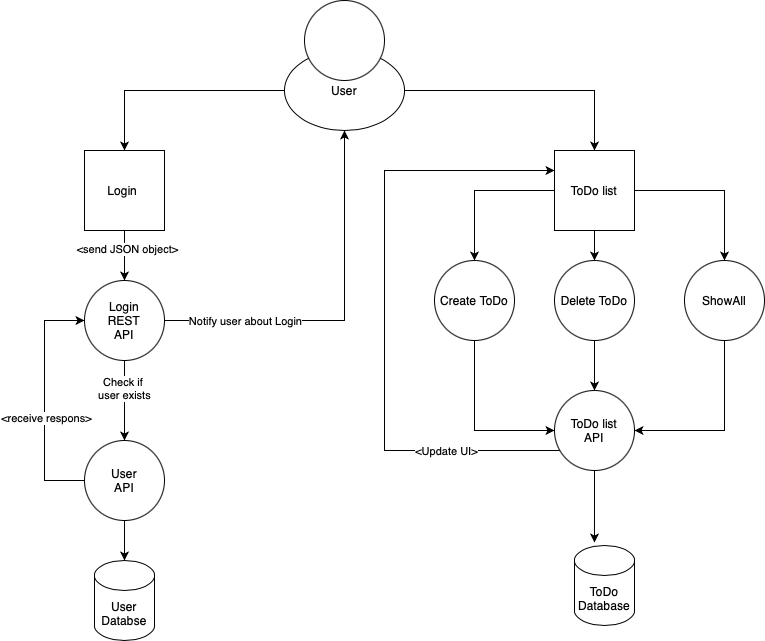 User
Login
ToDo list
<send JSON object>
Login
REST
API
Notify user about Login
Create ToDo
Delete ToDo
ShowAll
Check if
user exists
<receive respons>
ToDo list
API
<Update UI>
User
API
User
Databse
ToDo
Database